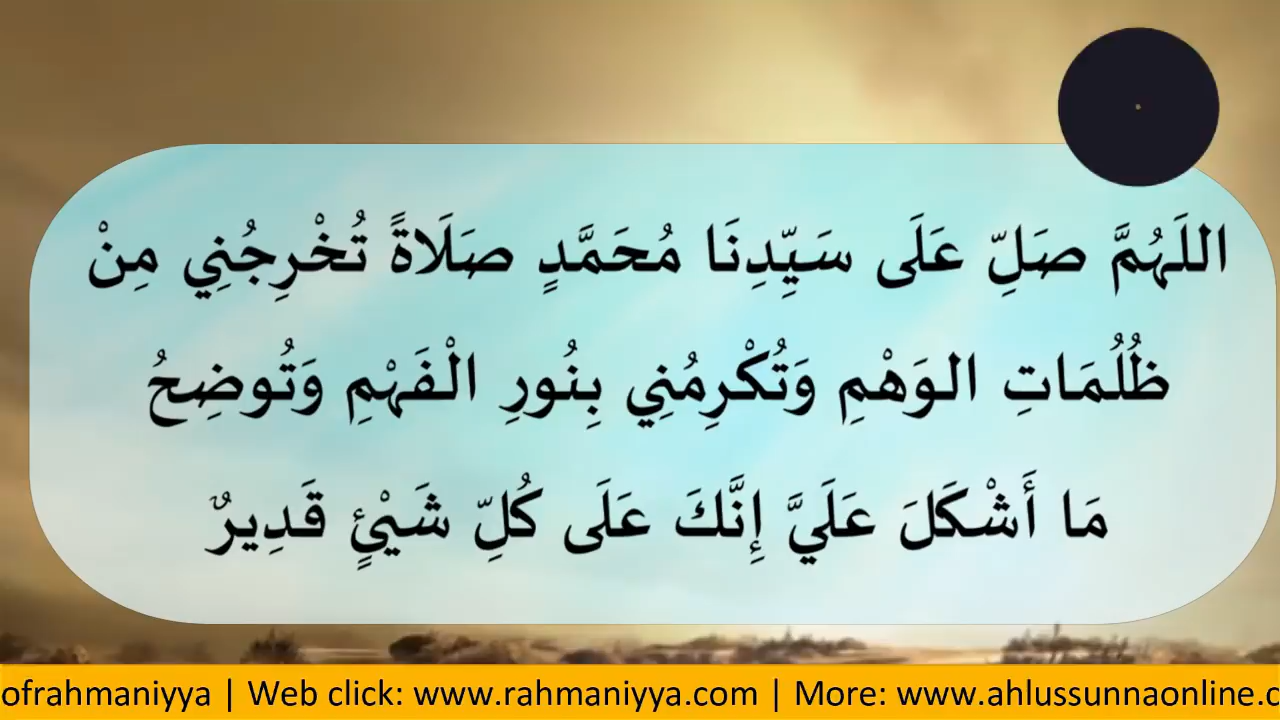 اللَهُمَّ صَلِّ عَلَى سَيِّدِنَا مُحَمَّدٍ صَلَاةً تُخْرِجُنِي مِنْ
ظُلُمَاتِ الوَهْمِ وَتُكْرِمُنِي بِنُورِ الْفَهْمِ وَتُوضِحُ
مَا أَشْكَلَ عَلَيَّ إِنَّكَ عَلَى كُلِّ شَيْئٍ قَدِيرٌ
ofrahmaniyya | Web click: www.rahmaniyya.com | More: www.ahlussunnaonline.c